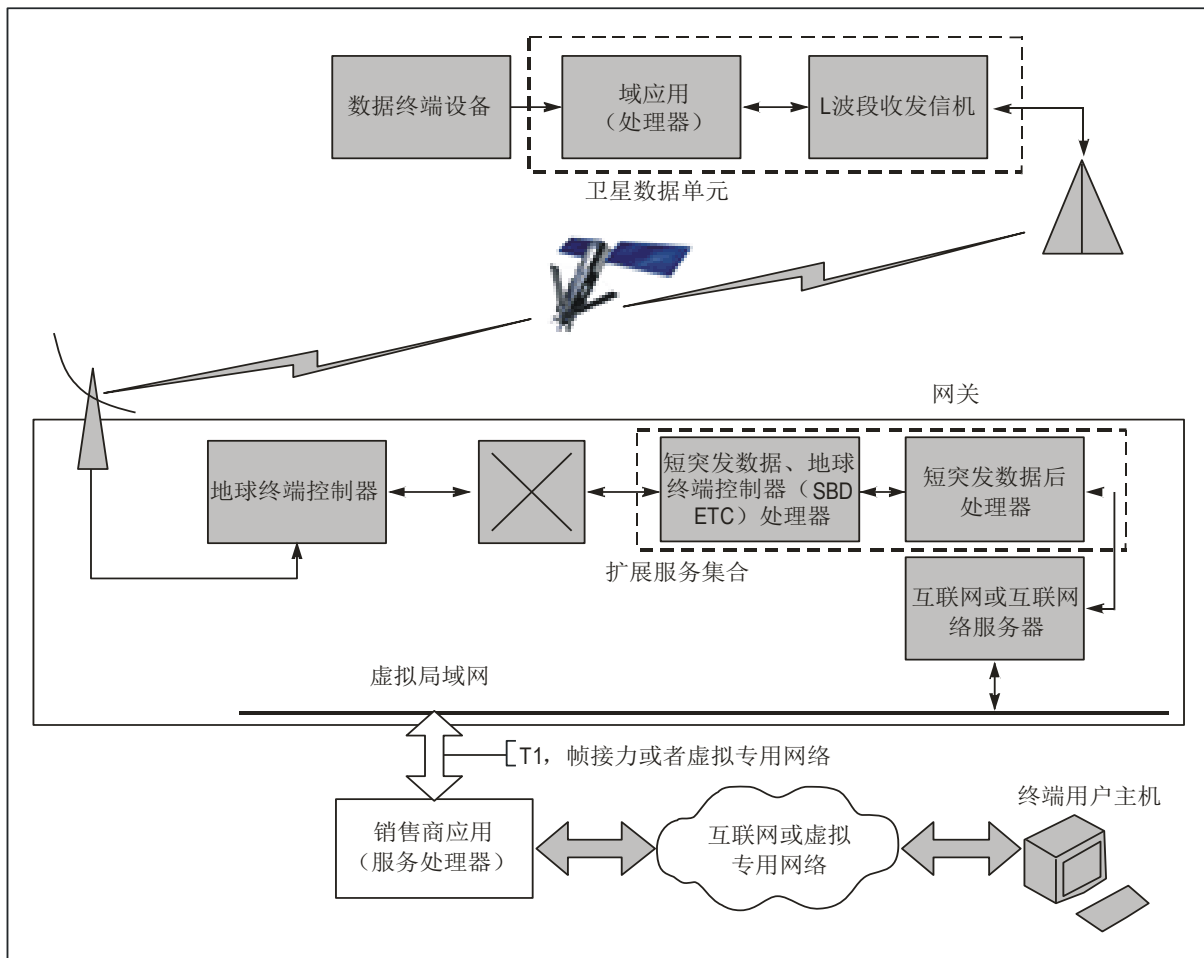 数据终端设备
域应用
（处理器）
L波段收发信机
卫星数据单元
网关
地球终端控制器
短突发数据、地球
终端控制器（SBD
ETC）处理器
短突发数据后
处理器
扩展服务集合
互联网或互联网
络服务器
虚拟局域网
T1，帧接力或者虚拟专用网络
销售商应用
（服务处理器）
互联网或虚拟
专用网络
终端用户主机